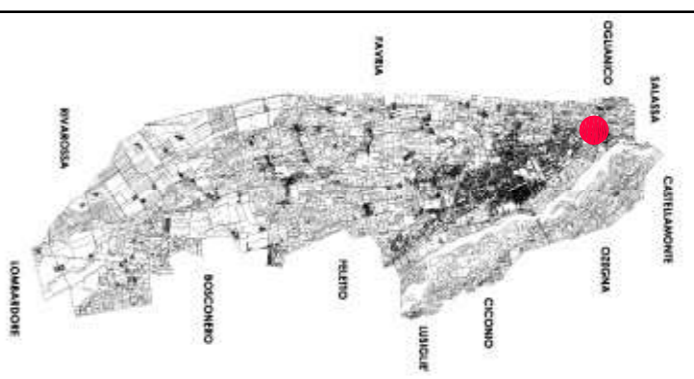 OGLIANICO
FAVRIA
SALASSA
RIVAROSSA
CASTELLAMONTE
OZEGNA
LOMBARDORE
BOSCONERO
FELETTO
CICONIO
LUSIGLIE'